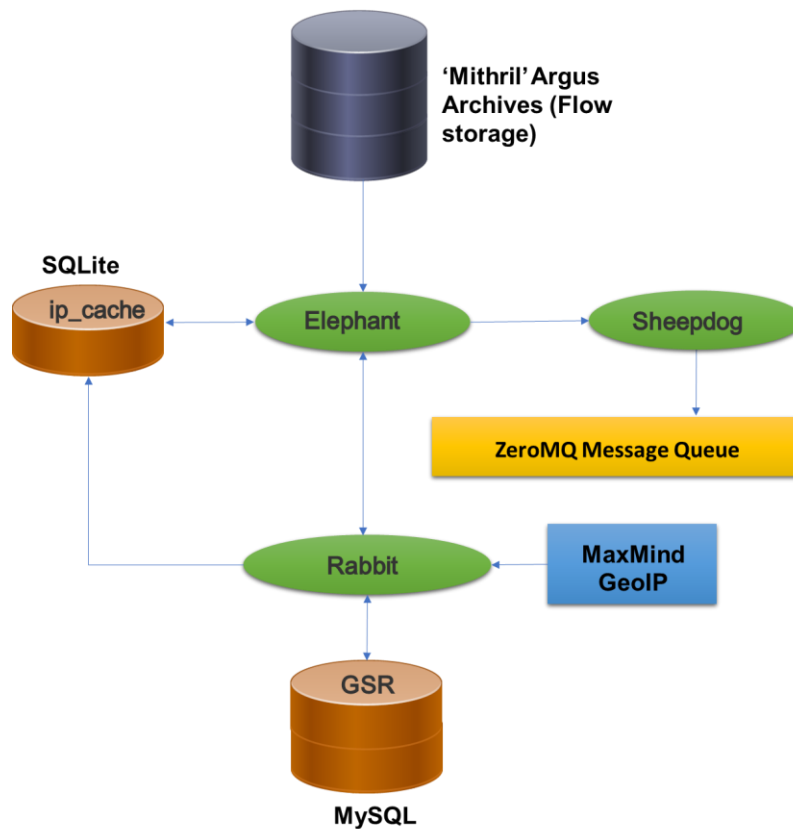 ‘Mithril’ Argus
Archives (Flow
storage)
SQLite
ip_cache
Elephant
Sheepdog
ZeroMQ Message Queue
Rabbit
MaxMind
GeoIP
GSR
MySQL